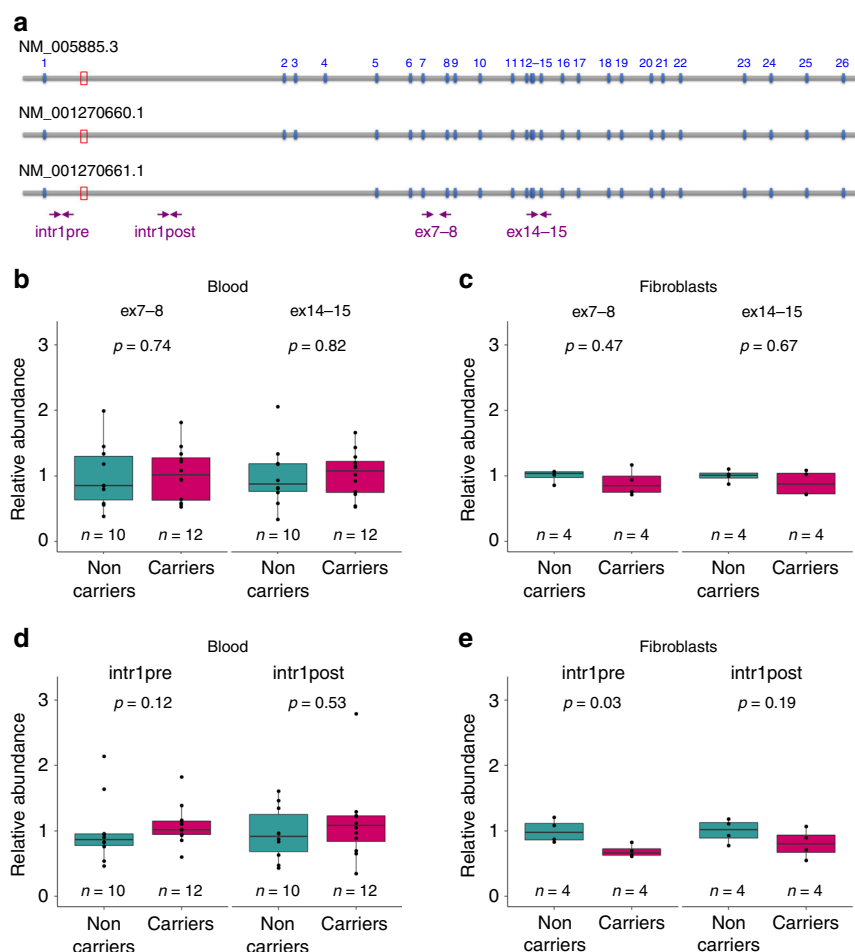 a
NM_005885.3
1 2 3 4 5 6 7 8 9 10 11 12–15 16 17 18 19 20 21 22 23 24 25 26
NM_001270660.1
NM_001270661.1
intr1pre intr1post ex7–8 ex14–15
b Blood
ex7–8 ex14–15
p = 0.74 p = 0.82
Relative abundance
3
2
1
0
n = 10 n = 12 n = 10 n = 12
Non carriers Carriers Non carriers Carriers
c Fibroblasts
ex7–8 ex14–15
p = 0.47 p = 0.67
Relative abundance
3
2
1
0
n = 4 n = 4 n = 4 n = 4
Non carriers Carriers Non carriers Carriers
d Blood
intr1pre intr1post
p = 0.12 p = 0.53
Relative abundance
3
2
1
0
n = 10 n = 12 n = 10 n = 12
Non carriers Carriers Non carriers Carriers
e Fibroblasts
intr1pre intr1post
p = 0.03 p = 0.19
Relative abundance
3
2
1
0
n = 4 n = 4 n = 4 n = 4
Non carriers Carriers Non carriers Carriers